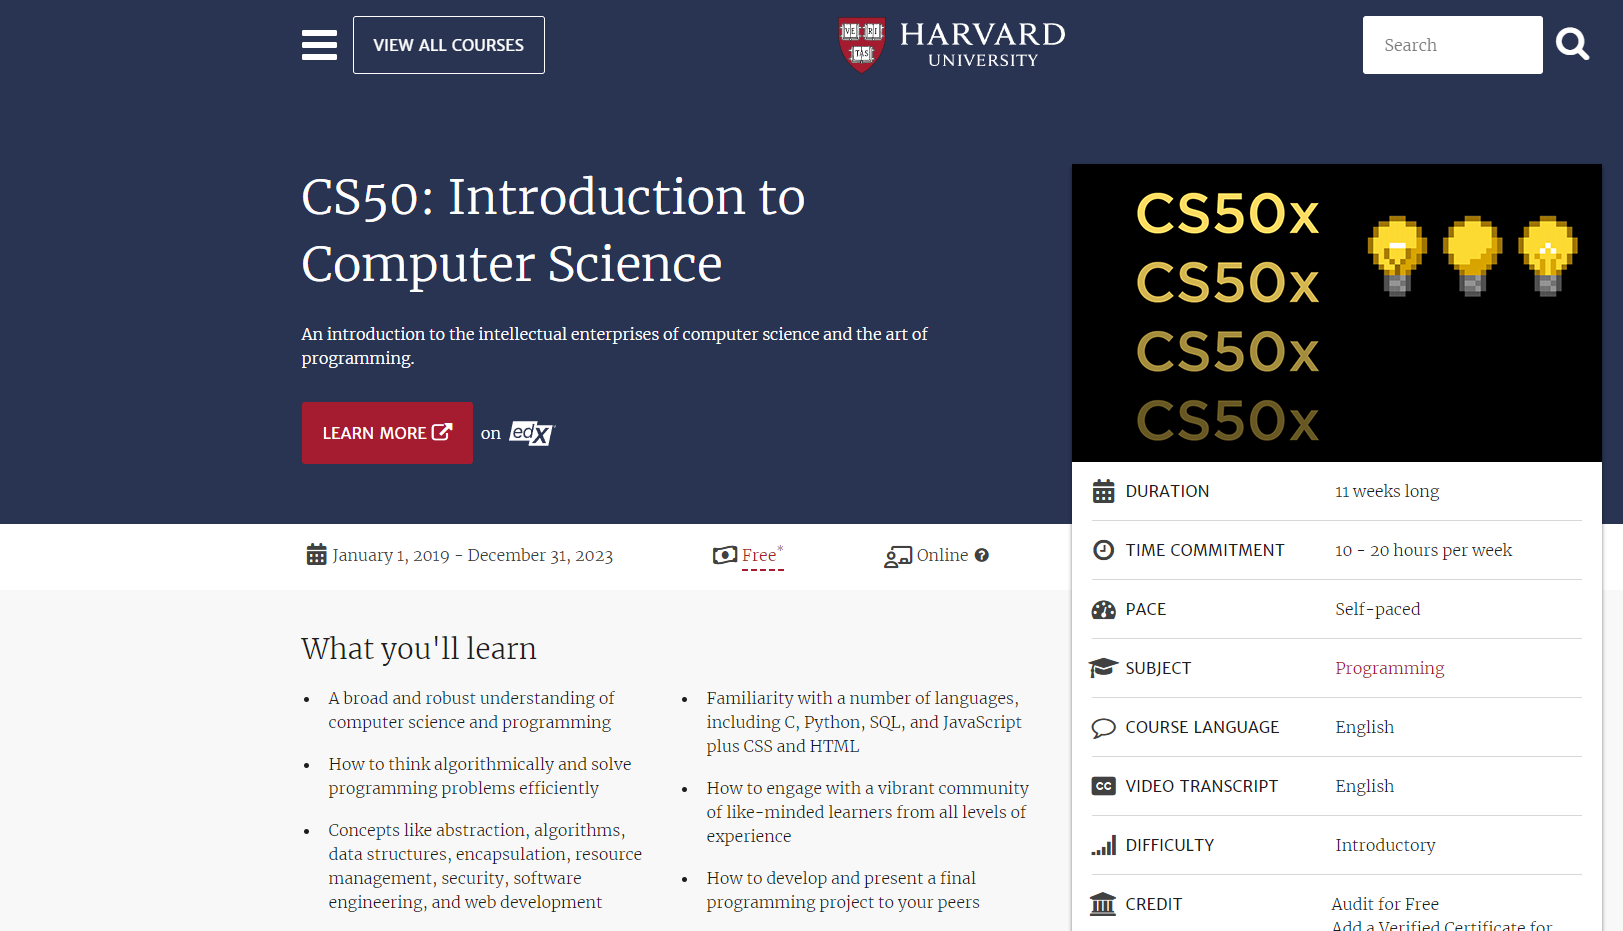 VIEW ALL COURSES
VE RI TAS
HARVARD
UNIVERSITY
Search
CS50: Introduction to
Computer Science
An introduction to the intellectual enterprises of computer science and the art of
programming.
LEARN MORE on edX
CS50x
CS50x
CS50x
CS50x
DURATION 11 weeks long
TIME COMMITMENT 10 - 20 hours per week
PACE Self-paced
SUBJECT Programming
COURSE LANGUAGE English
CC VIDEO TRANSCRIPT English
DIFFICULTY Introductory
CREDIT Audit for Free
Add a Verified Certificate for
January 1, 2019 - December 31, 2023
Free*
Online ?
What you'll learn
• A broad and robust understanding of
computer science and programming
• How to think algorithmically and solve
programming problems efficiently
• Concepts like abstraction, algorithms,
data structures, encapsulation, resource
management, security, software
engineering, and web development
• Familiarity with a number of languages,
including C, Python, SQL, and JavaScript
plus CSS and HTML
• How to engage with a vibrant community
of like-minded learners from all levels of
experience
• How to develop and present a final
programming project to your peers